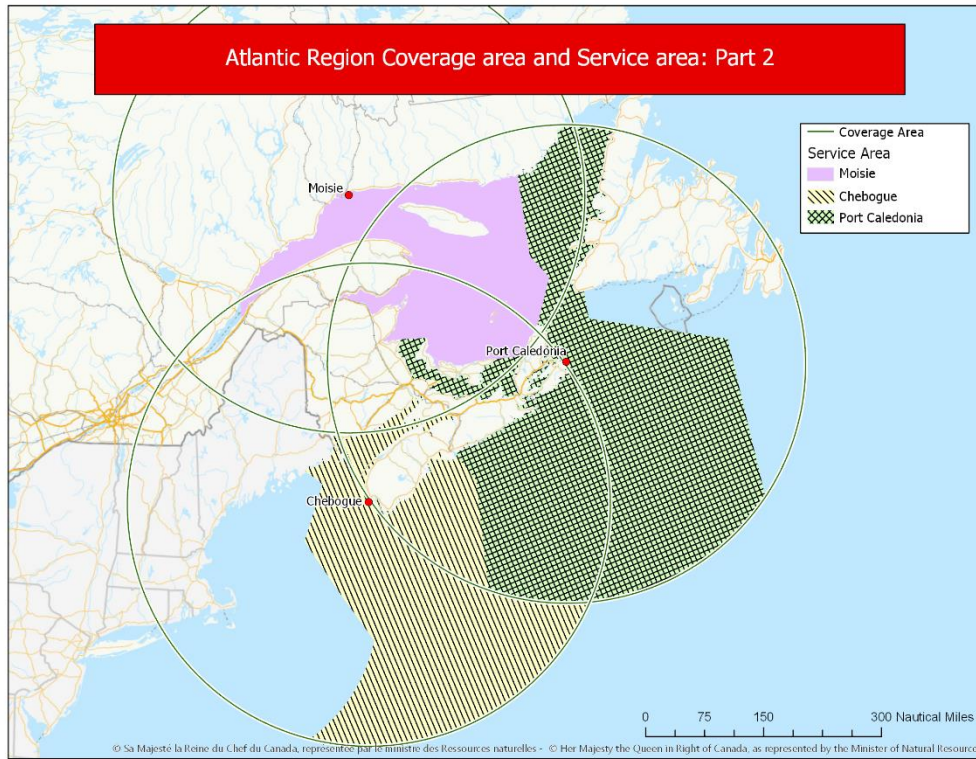 Atlantic Region Coverage area and Service area: Part 2
Coverage Area
Service Area
Moisie
Chebogue
Port Caledonia
Moisie
Port Caledonia
Chebogue
0 75 150 300 Nautical Miles
© Sa Majesté la Reine du Chef du Canada, représentée par le ministre des Ressources naturelles - © Her Majesty the Queen in Right of Canada, as represented by the Minister of Natural Resourc